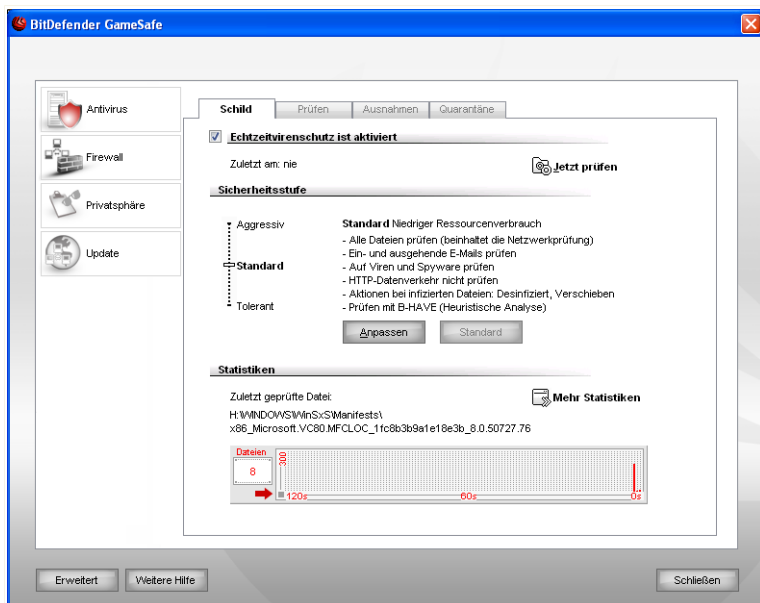 BitDefender GameSafe
Antivirus
Firewall
Privatsphäre
Update
Schild
Prüfen
Ausnahmen
Quarantäne
Echtzeitvirenschutz ist aktiviert
Zuletzt am: nie
Jetzt prüfen
Sicherheitsstufe
Aggressiv
Standard
Tolerant
Standard Niedriger Ressourcenverbrauch
- Alle Dateien prüfen (beinhaltet die Netzwerkprüfung)
- Ein- und ausgehende E-Mails prüfen
- Auf Viren und Spyware prüfen
- HTTP-Datenverkehr nicht prüfen
- Aktionen bei infizierten Dateien: Desinfiziert, Verschieben
- Prüfen mit B-HAVE (Heuristische Analyse)
Anpassen
Standard
Statistiken
Zuletzt geprüfte Datei:
Mehr Statistiken
H:\WINDOWS\WinSxS\Manifests\
x86_Microsoft.VC80.MFCLOC_1fc8b3b9a1e18e3b_8.0.50727.76
Dateien
8
300
120s
60s
0s
Erweitert
Weitere Hilfe
Schließen